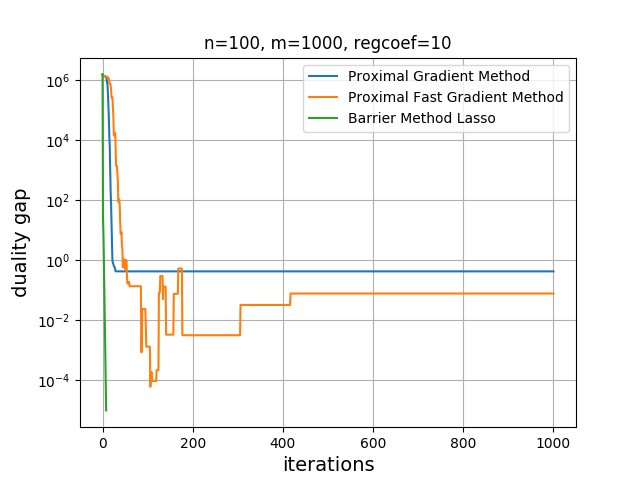 n=100, m=1000, regcoef=10
Proximal Gradient Method
Proximal Fast Gradient Method
Barrier Method Lasso
duality gap
10^6
10^4
10^2
10^0
10^−2
10^−4
0 200 400 600 800 1000
iterations